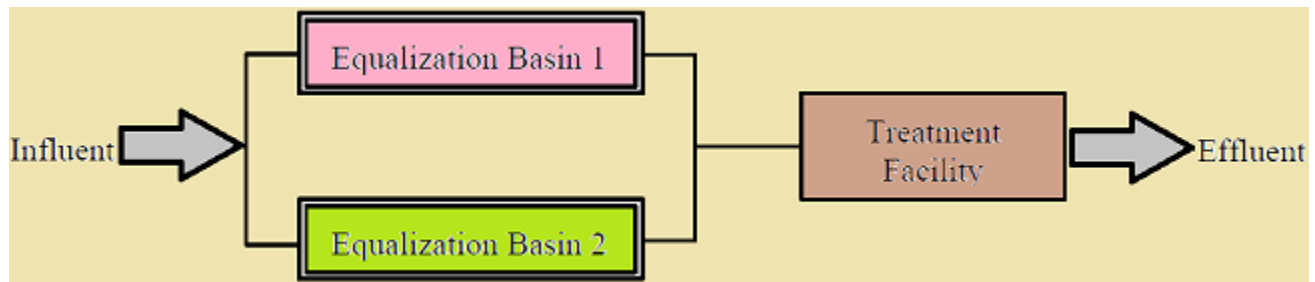 Equalization Basin 1
Influent
Treatment
Facility
Effluent
Equalization Basin 2